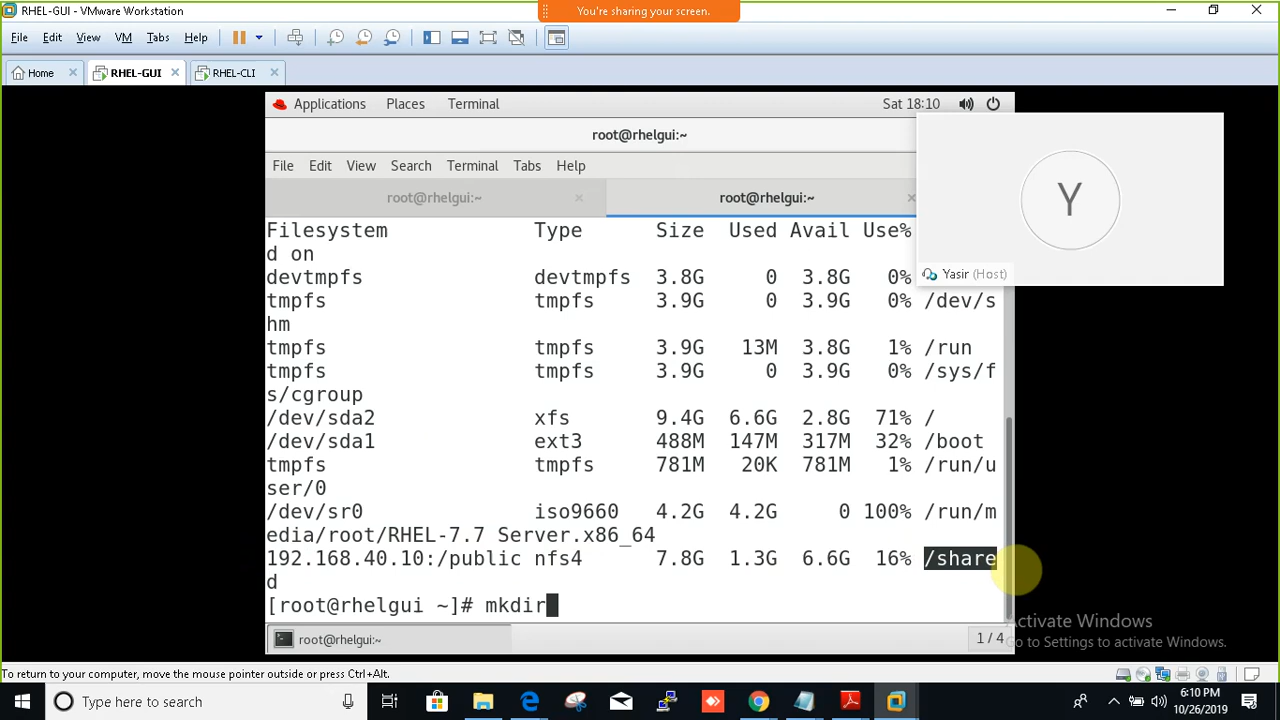 RHEL-GUI - VMware Workstation
You're sharing your screen.
File Edit View VM Tabs Help
Home RHEL-GUI RHEL-CLI
Applications Places Terminal Sat 18:10
root@rhelgui:~
File Edit View Search Terminal Tabs Help
root@rhelgui:~ root@rhelgui:~
Y
Yasir (Host)
Filesystem Type Size Used Avail Use%
d on
devtmpfs devtmpfs 3.8G 0 3.8G 0%
tmpfs tmpfs 3.9G 0 3.9G 0% /dev/s
hm
tmpfs tmpfs 3.9G 13M 3.8G 1% /run
tmpfs tmpfs 3.9G 0 3.9G 0% /sys/f
s/cgroup
/dev/sda2 xfs 9.4G 6.6G 2.8G 71% /
/dev/sda1 ext3 488M 147M 317M 32% /boot
tmpfs tmpfs 781M 20K 781M 1% /run/u
ser/0
/dev/sr0 iso9660 4.2G 4.2G 0 100% /run/m
edia/root/RHEL-7.7 Server.x86_64
192.168.40.10:/public nfs4 7.8G 1.3G 6.6G 16% /share
d
[root@rhelgui ~]# mkdir
root@rhelgui:~ 1 / 4
Activate Windows
Go to Settings to activate Windows.
To return to your computer, move the mouse pointer outside or press Ctrl+Alt.
Type here to search
6:10 PM
10/26/2019